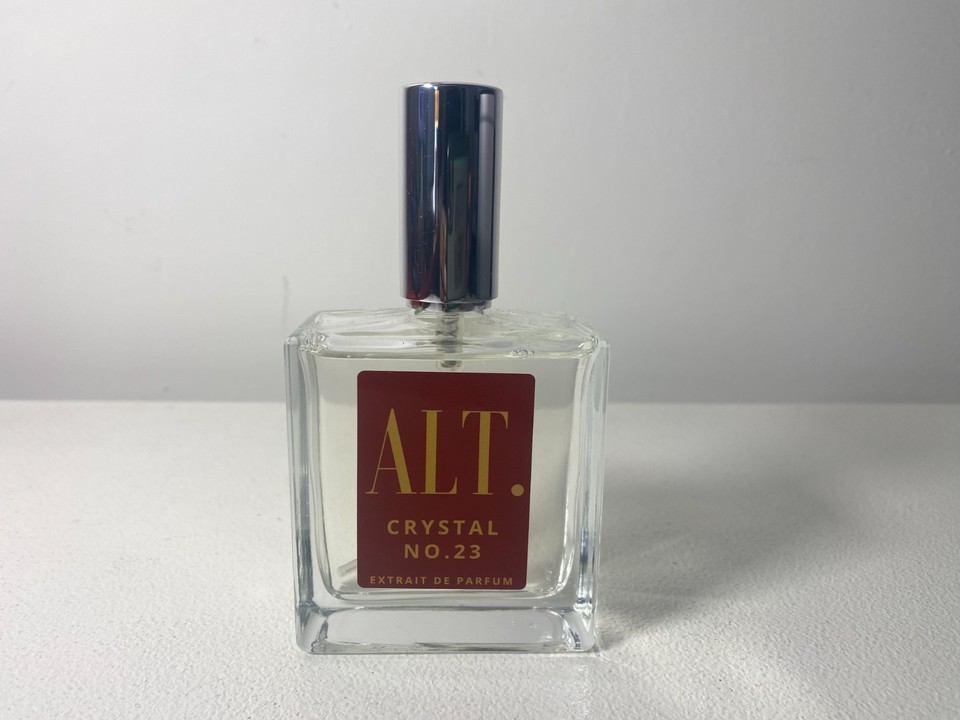 ALT.
CRYSTAL
NO.23
EXTRAIT DE PARFUM